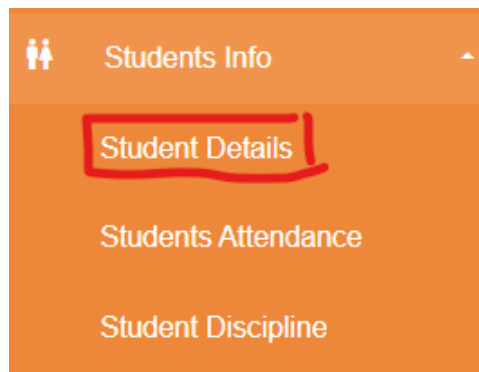 Students Info
Student Details
Students Attendance
Student Discipline